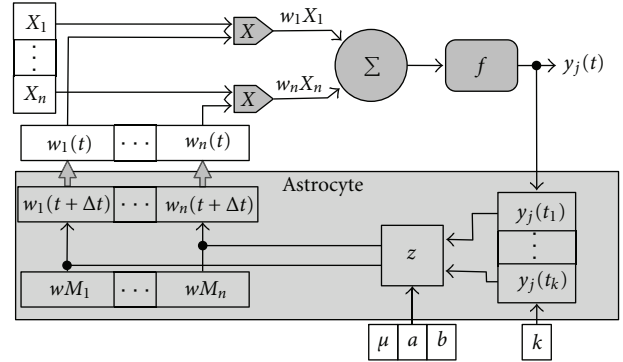 X₁
w₁X₁
X
⋮
Σ
f
yⱼ(t)
Xₙ
wₙXₙ
X
w₁(t) ⋯ wₙ(t)
Astrocyte
w₁(t + Δt) ⋯ wₙ(t + Δt)
yⱼ(t₁)
⋮
z
yⱼ(tₖ)
wM₁ ⋯ wMₙ
μ a b
k